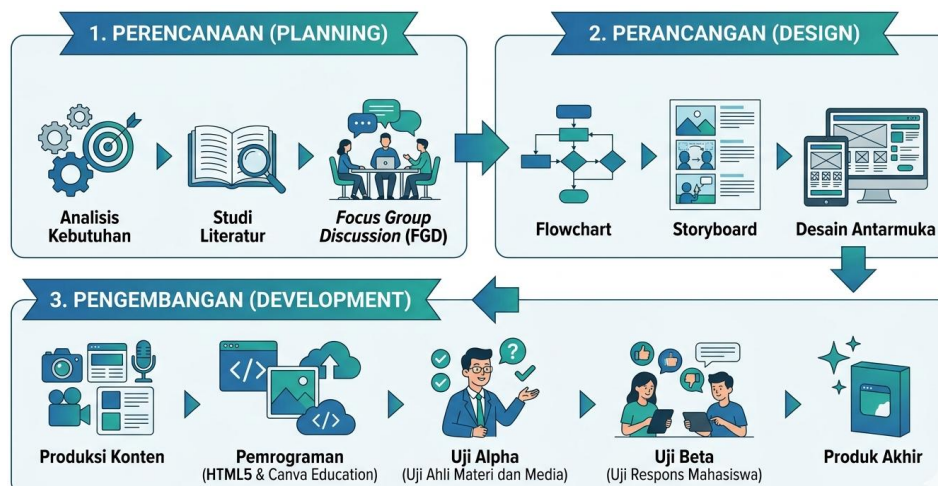 1. PERENCANAAN (PLANNING)
Analisis
Kebutuhan
Studi
Literatur
Focus Group
Discussion (FGD)
2. PERANCANGAN (DESIGN)
Flowchart
Storyboard
Desain Antarmuka
3. PENGEMBANGAN (DEVELOPMENT)
Produksi Konten
</>
</>
Pemrograman
(HTML5 & Canva Education)
?
Uji Alpha
(Uji Ahli Materi dan Media)
Uji Beta
(Uji Respons Mahasiswa)
Produk Akhir